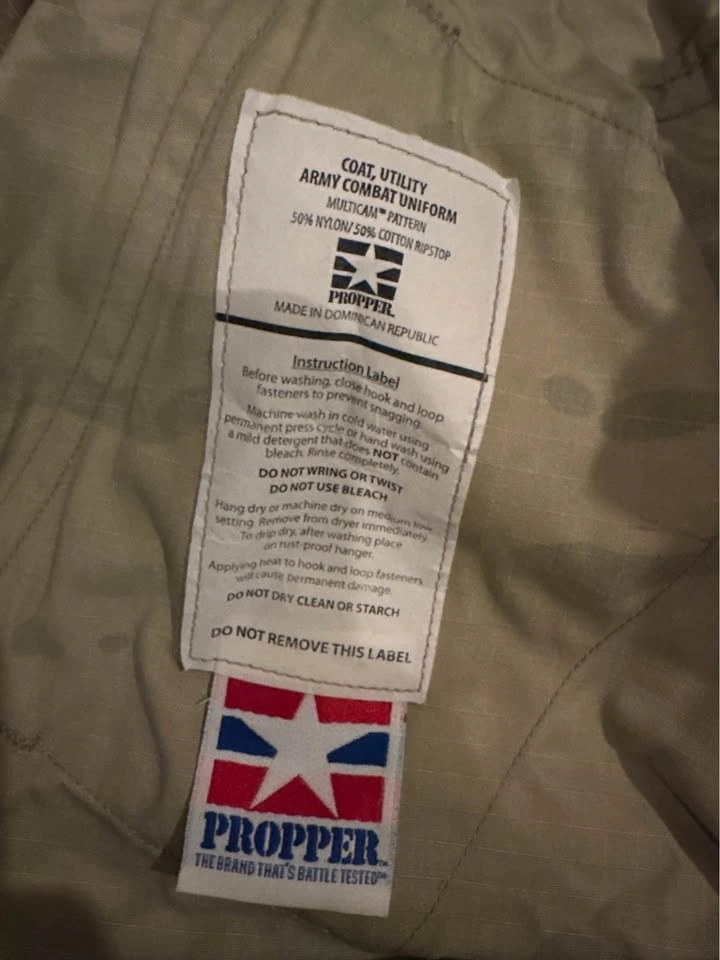 COAT, UTILITY
ARMY COMBAT UNIFORM
MULTICAM™ PATTERN
50% NYLON/50% COTTON RIPSTOP
PROPPER™
MADE IN DOMINICAN REPUBLIC
Instruction Label
Before washing, close hook and loop
fasteners to prevent snagging.
Machine wash in cold water using
permanent press cycle or hand wash using
a mild detergent that does NOT contain
bleach. Rinse completely.
DO NOT WRING OR TWIST
DO NOT USE BLEACH
Hang dry or machine dry on medium low
setting. Remove from dryer immediately.
To drip dry, after washing place
on rust-proof hanger.
Applying heat to hook and loop fasteners
will cause permanent damage.
DO NOT DRY CLEAN OR STARCH
DO NOT REMOVE THIS LABEL
PROPPER™
THE BRAND THAT'S BATTLE TESTED™